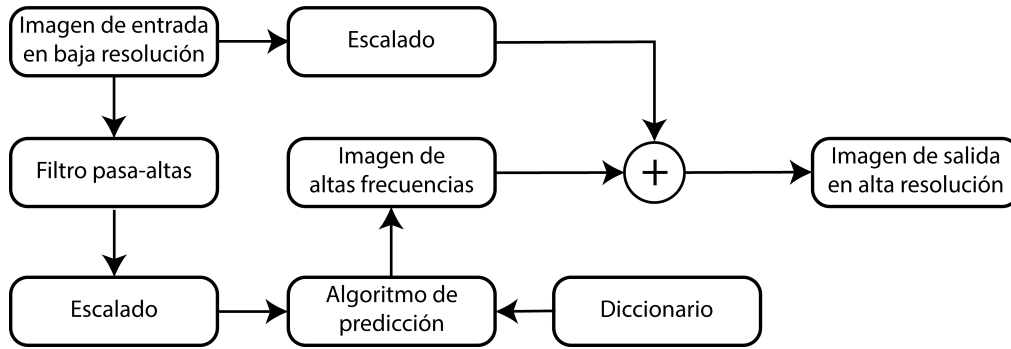 Imagen de entrada
en baja resolución
Escalado
Filtro pasa-altas
Imagen de
altas frecuencias
+
Imagen de salida
en alta resolución
Escalado
Algoritmo de
predicción
Diccionario